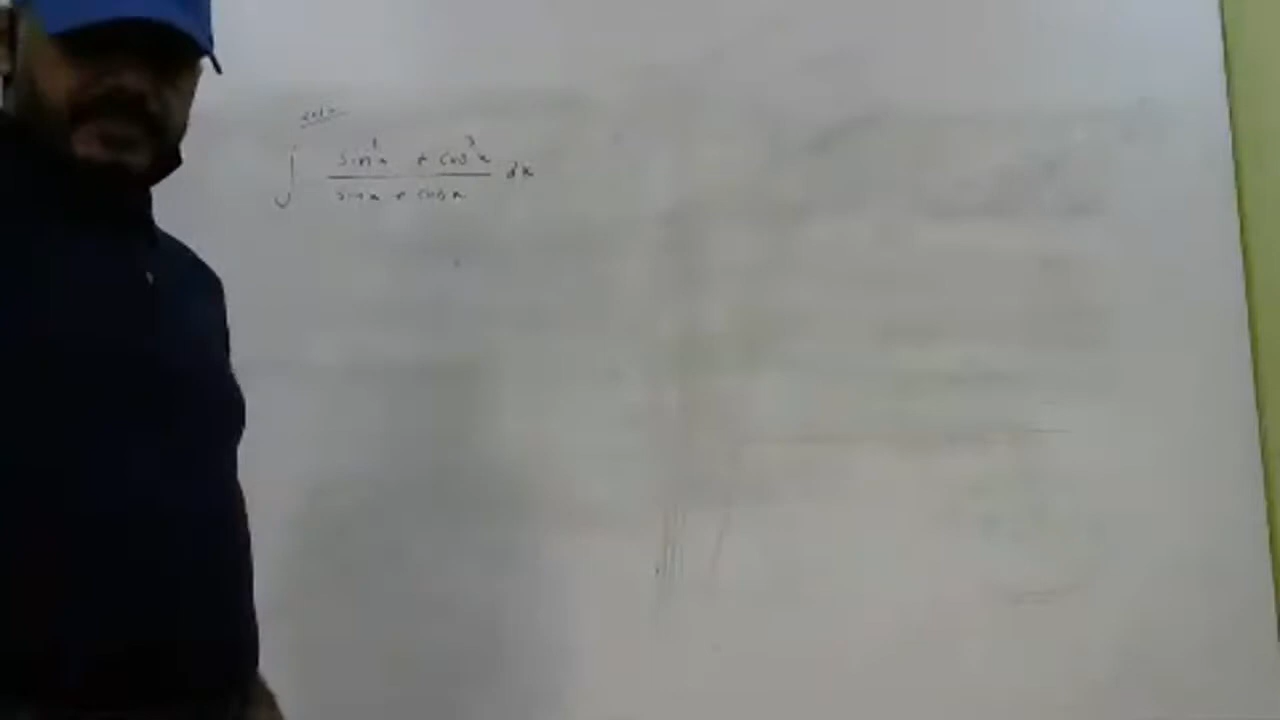 ∫ sin³x + cos³x dx
sinx + cosx